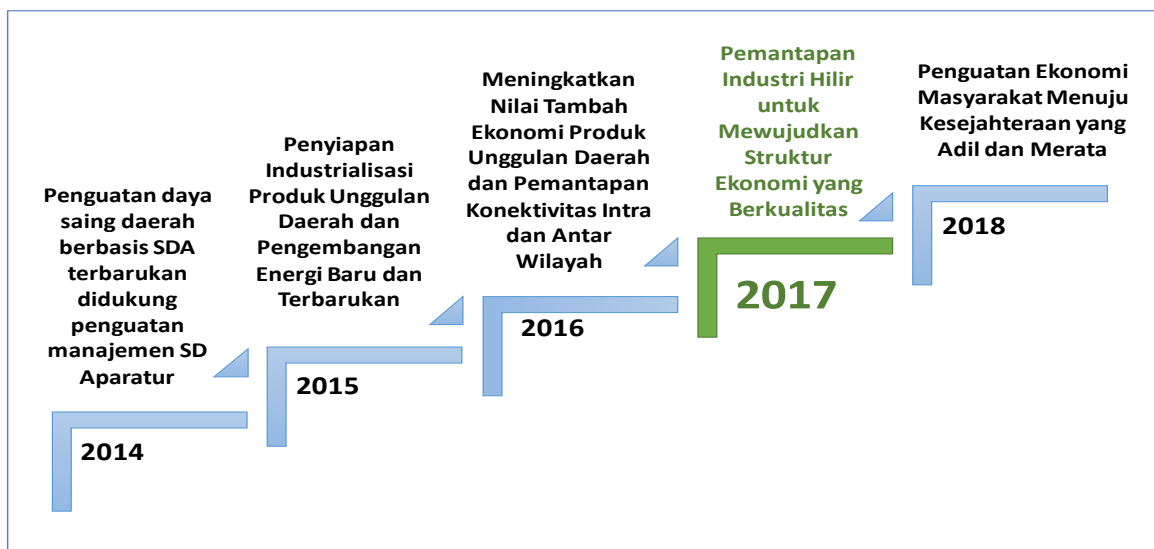 Penguatan daya
saing daerah
berbasis SDA
terbarukan
didukung
penguatan
manajemen SD
Aparatur
2014
Penyiapan
Industrialisasi
Produk Unggulan
Daerah dan
Pengembangan
Energi Baru dan
Terbarukan
2015
Meningkatkan
Nilai Tambah
Ekonomi Produk
Unggulan Daerah
dan Pemantapan
Konektivitas Intra
dan Antar
Wilayah
2016
Pemantapan
Industri Hilir
untuk
Mewujudkan
Struktur
Ekonomi yang
Berkualitas
2017
Penguatan Ekonomi
Masyarakat Menuju
Kesejahteraan yang
Adil dan Merata
2018